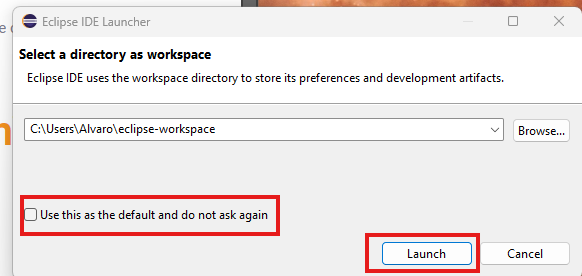 Eclipse IDE Launcher
Select a directory as workspace
Eclipse IDE uses the workspace directory to store its preferences and development artifacts.
C:\Users\Alvaro\eclipse-workspace
Browse...
Use this as the default and do not ask again
Launch
Cancel